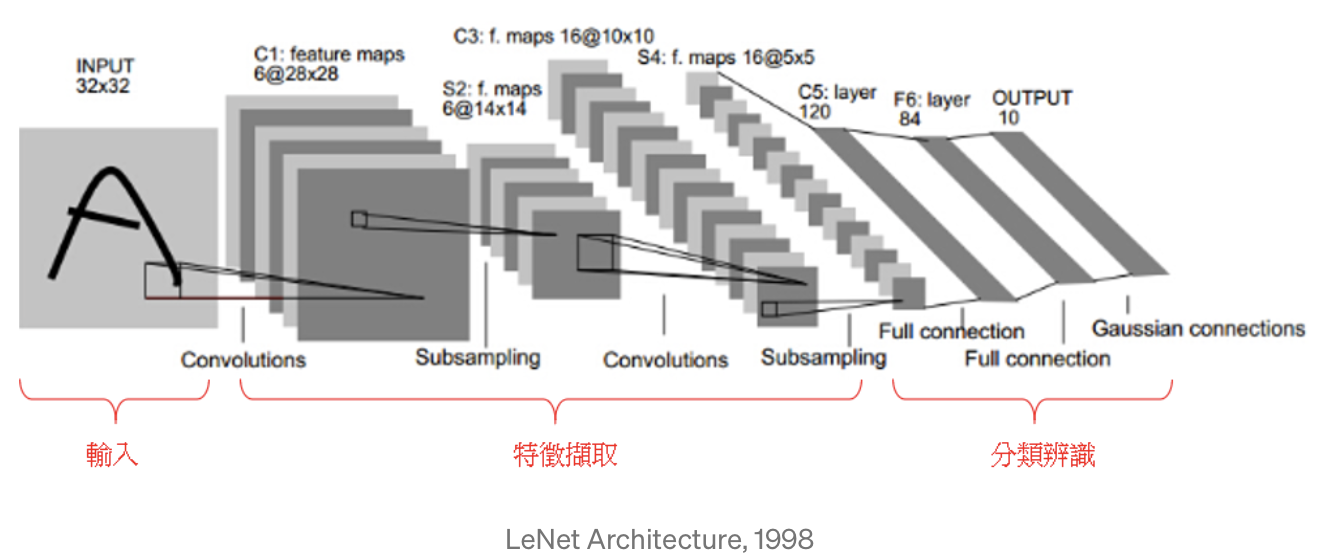 INPUT
32x32
C1: feature maps
6@28x28
S2: f. maps
6@14x14
C3: f. maps 16@10x10
S4: f. maps 16@5x5
C5: layer
120
F6: layer
84
OUTPUT
10
Convolutions
Subsampling
Convolutions
Subsampling
Full connection
Full connection
Gaussian connections
輸入
特徵擷取
分類辨識
LeNet Architecture, 1998